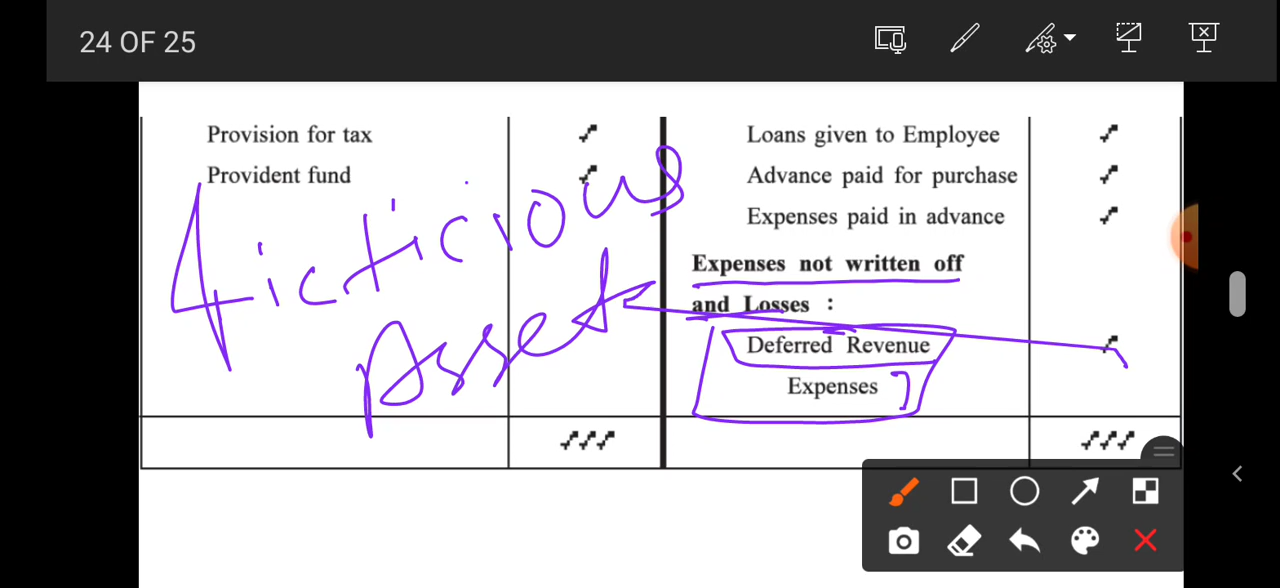 24 OF 25
Provision for tax
Provident fund
Loans given to Employee
Advance paid for purchase
Expenses paid in advance
Expenses not written off
and Losses :
Deferred Revenue
Expenses
ficticious
Asset